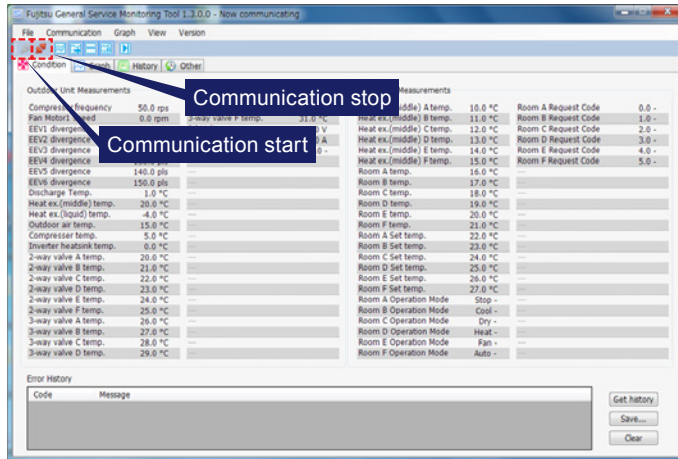 Fujitsu General Service Monitoring Tool 1.3.0.0 - Now communicating
File Communication Graph View Version
Condition Graph History Other
Communication stop
Communication start
Outdoor Unit Measurements Measurements
Compressor frequency 50.0 rps (middle) A temp. 10.0 °C Room A Request Code 0.0 -
Fan Motor1 speed 0.0 rpm 3-way valve F temp. 31.0 °C Heat ex.(middle) B temp. 11.0 °C Room B Request Code 1.0 -
EEV1 divergence V Heat ex.(middle) C temp. 12.0 °C Room C Request Code 2.0 -
EEV2 divergence A Heat ex.(middle) D temp. 13.0 °C Room D Request Code 3.0 -
EEV3 divergence - Heat ex.(middle) E temp. 14.0 °C Room E Request Code 4.0 -
EEV4 divergence Heat ex.(middle) F temp. 15.0 °C Room F Request Code 5.0 -
EEV5 divergence 140.0 pls --- Room A temp. 16.0 °C ---
EEV6 divergence 150.0 pls --- Room B temp. 17.0 °C ---
Discharge Temp. 1.0 °C --- Room C temp. 18.0 °C ---
Heat ex.(middle) temp. 20.0 °C --- Room D temp. 19.0 °C ---
Heat ex.(liquid) temp. -4.0 °C --- Room E temp. 20.0 °C ---
Outdoor air temp. 15.0 °C --- Room F temp. 21.0 °C ---
Compresser temp. 5.0 °C --- Room A Set temp. 22.0 °C ---
Inverter heatsink temp. 0.0 °C --- Room B Set temp. 23.0 °C ---
2-way valve A temp. 20.0 °C --- Room C Set temp. 24.0 °C ---
2-way valve B temp. 21.0 °C --- Room D Set temp. 25.0 °C ---
2-way valve C temp. 22.0 °C --- Room E Set temp. 26.0 °C ---
2-way valve D temp. 23.0 °C --- Room F Set temp. 27.0 °C ---
2-way valve E temp. 24.0 °C --- Room A Operation Mode Stop - ---
2-way valve F temp. 25.0 °C --- Room B Operation Mode Cool - ---
3-way valve A temp. 26.0 °C --- Room C Operation Mode Dry - ---
3-way valve B temp. 27.0 °C --- Room D Operation Mode Heat - ---
3-way valve C temp. 28.0 °C --- Room E Operation Mode Fan - ---
3-way valve D temp. 29.0 °C --- Room F Operation Mode Auto - ---
Error History
Code Message
Get history
Save...
Clear